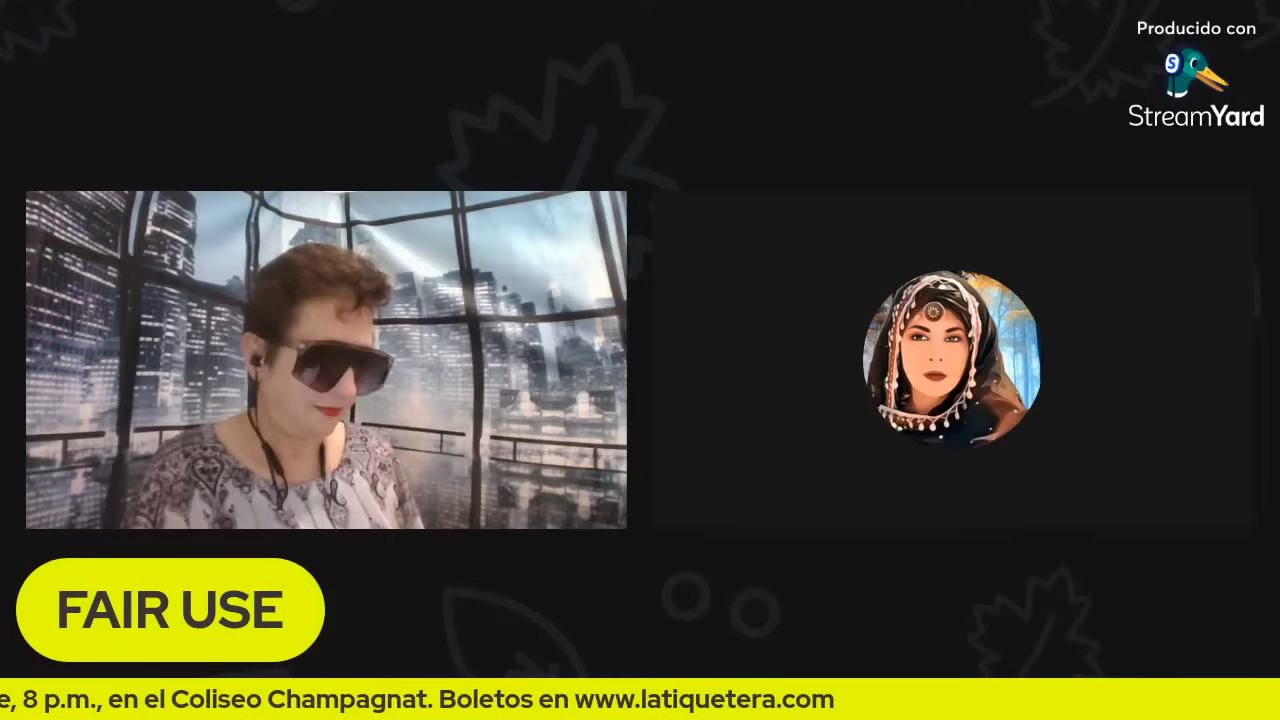 Producido con
StreamYard
FAIR USE
e, 8 p.m., en el Coliseo Champagnat. Boletos en www.latiquetera.com